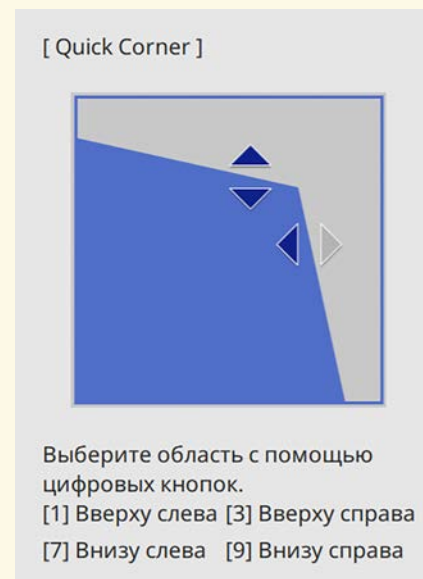 [ Quick Corner ]
Выберите область с помощью
цифровых кнопок.
[1] Вверху слева [3] Вверху справа
[7] Внизу слева [9] Внизу справа